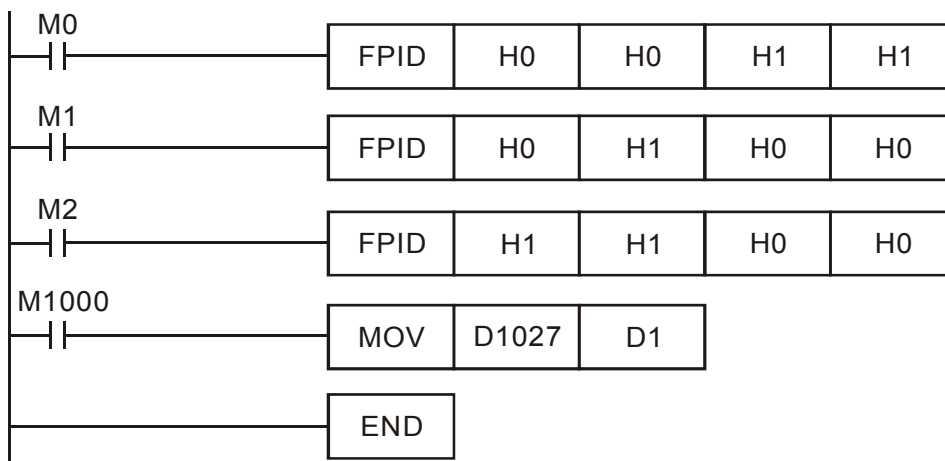 M0
FPID H0 H0 H1 H1
M1
FPID H0 H1 H0 H0
M2
FPID H1 H1 H0 H0
M1000
MOV D1027 D1
END